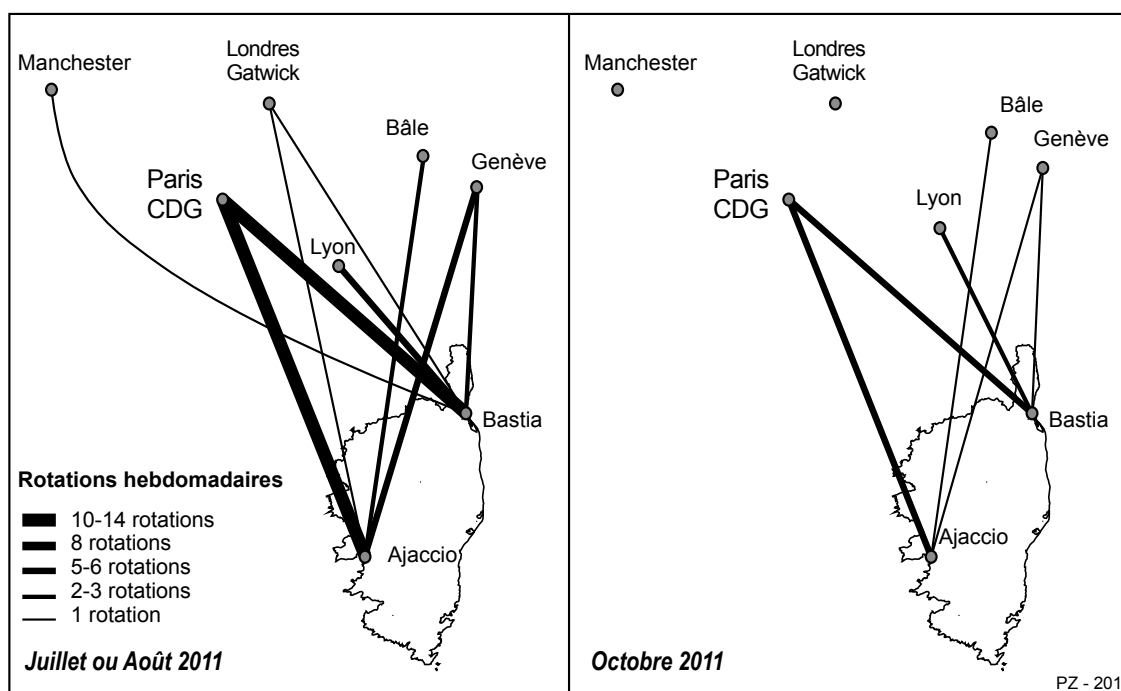 Manchester
Londres
Gatwick
Bâle
Genève
Paris
CDG
Lyon
Bastia
Ajaccio
Rotations hebdomadaires
10-14 rotations
8 rotations
5-6 rotations
2-3 rotations
1 rotation
Juillet ou Août 2011
Manchester
Londres
Gatwick
Bâle
Genève
Paris
CDG
Lyon
Bastia
Ajaccio
Octobre 2011
PZ - 201